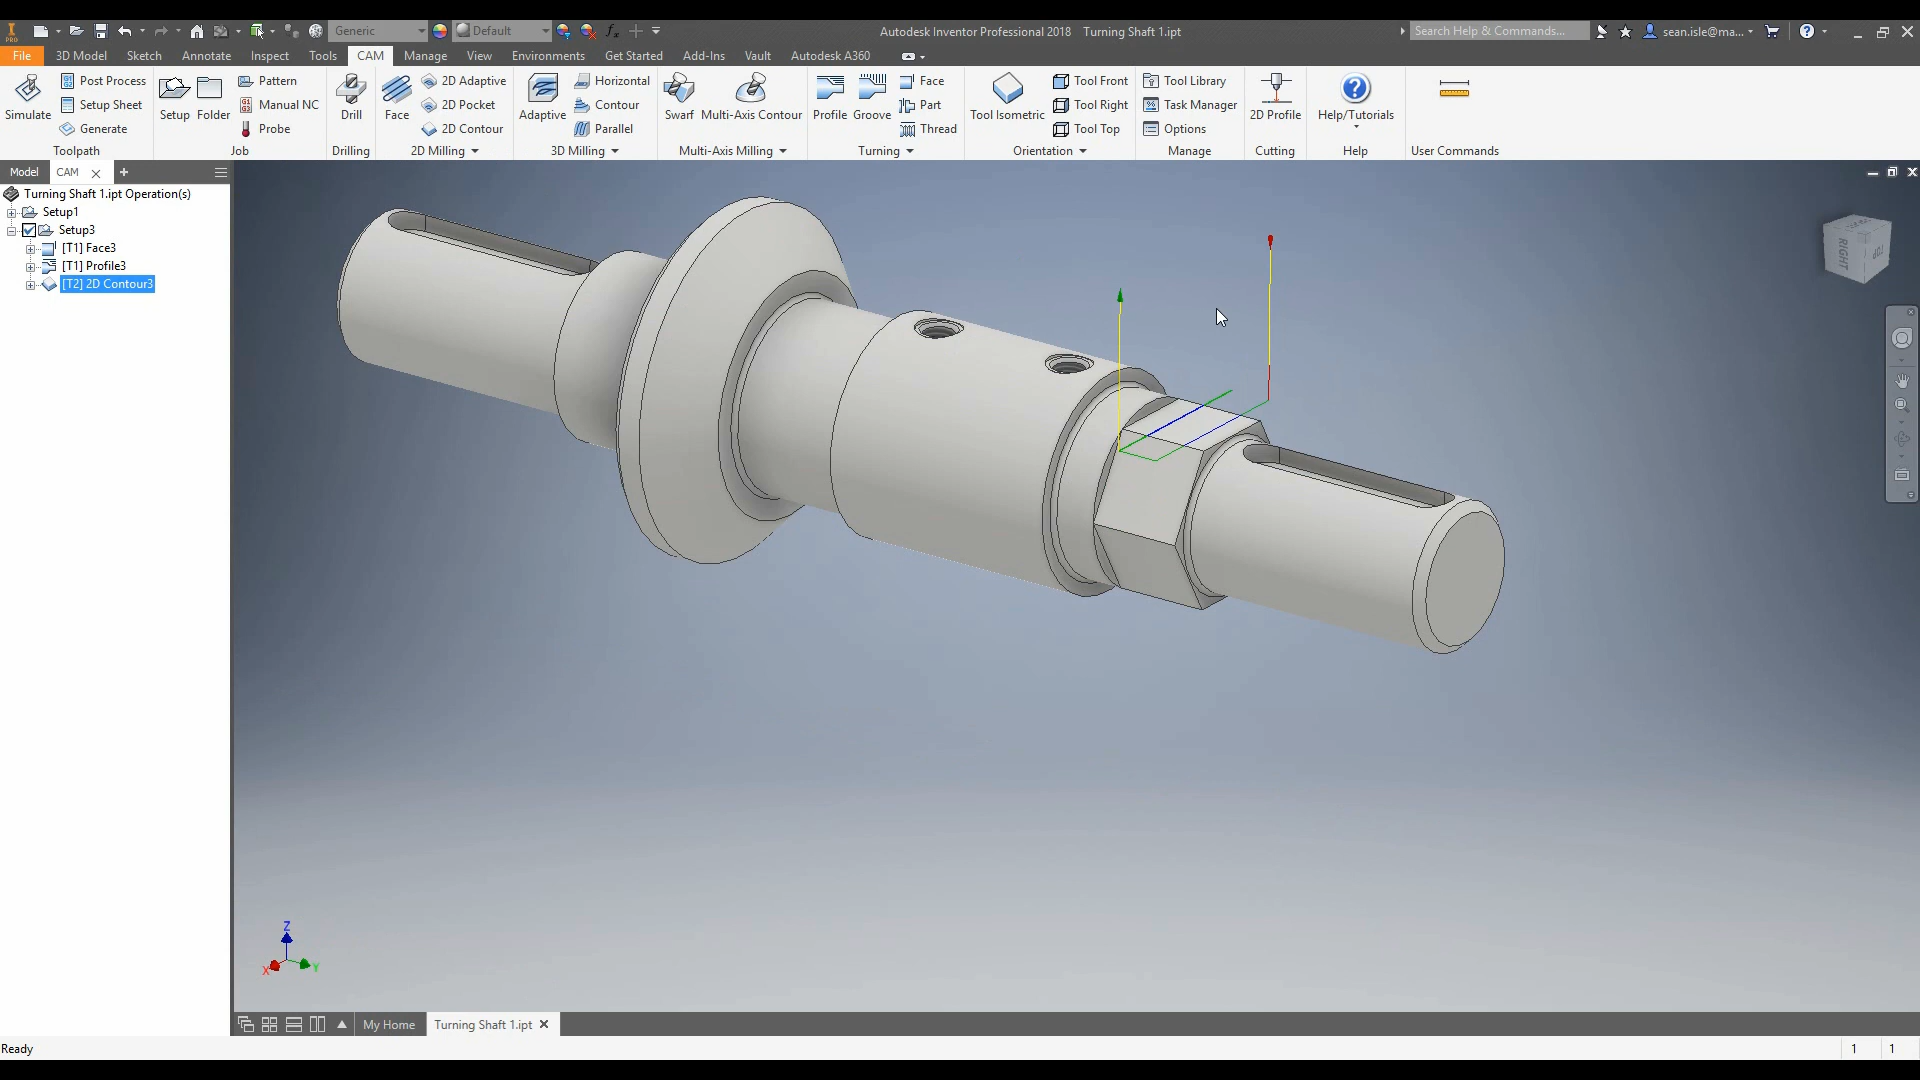 Generic
Default
Autodesk Inventor Professional 2018 Turning Shaft 1.ipt
Search Help & Commands...
sean.isle@ma...
File 3D Model Sketch Annotate Inspect Tools CAM Manage View Environments Get Started Add-Ins Vault Autodesk A360
Simulate
Post Process
Setup Sheet
Generate
Toolpath
Setup
Folder
Pattern
Manual NC
Probe
Job
Drill
Drilling
Face
2D Adaptive
2D Pocket
2D Contour
2D Milling
Adaptive
Horizontal
Contour
Parallel
3D Milling
Swarf
Multi-Axis Contour
Multi-Axis Milling
Profile
Groove
Face
Part
Thread
Turning
Tool Isometric
Tool Front
Tool Right
Tool Top
Orientation
Tool Library
Task Manager
Options
Manage
2D Profile
Cutting
Help/Tutorials
Help
User Commands
Model CAM
Turning Shaft 1.ipt Operation(s)
Setup1
Setup3
[T1] Face3
[T1] Profile3
[T2] 2D Contour3
RIGHT
TOP
Z
X
Y
My Home
Turning Shaft 1.ipt
Ready
1 1